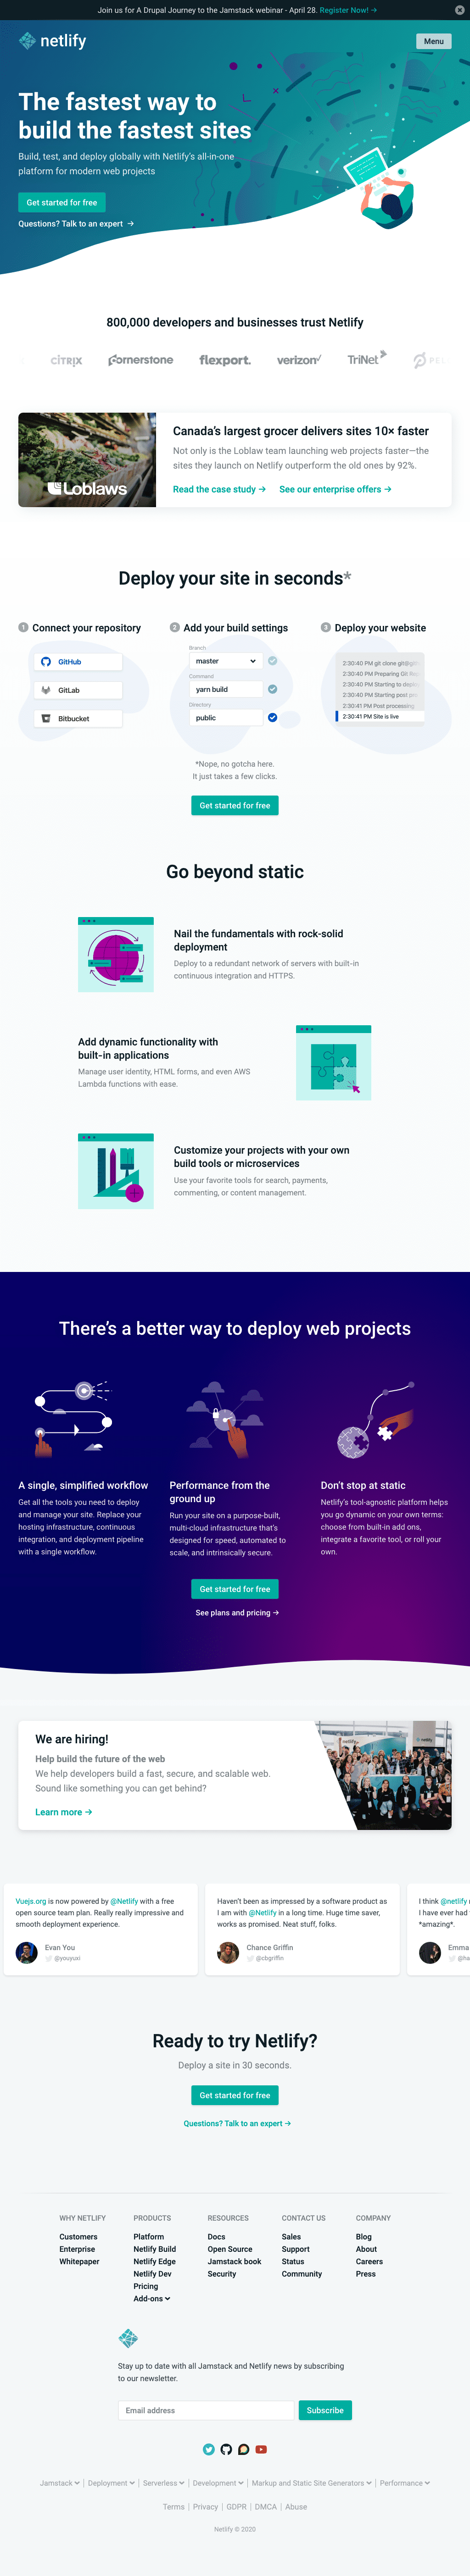 Join us for A Drupal Journey to the Jamstack webinar - April 28. Register Now! →
netlify
Menu
The fastest way to
build the fastest sites
Build, test, and deploy globally with Netlify's all-in-one
platform for modern web projects
Get started for free
Questions? Talk to an expert →
800,000 developers and businesses trust Netlify
citrix
Cornerstone
flexport.
verizon✓
TriNet
Loblaws
Canada's largest grocer delivers sites 10× faster
Not only is the Loblaw team launching web projects faster—the
sites they launch on Netlify outperform the old ones by 92%.
Read the case study → See our enterprise offers →
Deploy your site in seconds*
1 Connect your repository
GitHub
GitLab
Bitbucket
2 Add your build settings
Branch
master
Command
yarn build
Directory
public
3 Deploy your website
2:30:40 PM git clone git@
2:30:40 PM Preparing Git
2:30:40 PM Starting to
2:30:40 PM Starting post
2:30:41 PM Post processing
2:30:41 PM Site is live
*Nope, no gotcha here.
It just takes a few clicks.
Get started for free
Go beyond static
Nail the fundamentals with rock-solid
deployment
Deploy to a redundant network of servers with built-in
continuous integration and HTTPS.
Add dynamic functionality with
built-in applications
Manage user identity, HTML forms, and even AWS
Lambda functions with ease.
Customize your projects with your own
build tools or microservices
Use your favorite tools for search, payments,
commenting, or content management.
There's a better way to deploy web projects
A single, simplified workflow
Get all the tools you need to deploy
and manage your site. Replace your
hosting infrastructure, continuous
integration, and deployment pipeline
with a single workflow.
Performance from the
ground up
Run your site on a purpose-built,
multi-cloud infrastructure that's
designed for speed, automated to
scale, and intrinsically secure.
Don't stop at static
Netlify's tool-agnostic platform helps
you go dynamic on your own terms:
choose from built-in add ons,
integrate a favorite tool, or roll your
own.
Get started for free
See plans and pricing →
We are hiring!
Help build the future of the web
We help developers build a fast, secure, and scalable web.
Sound like something you can get behind?
Learn more →
netlify
netlify
Vuejs.org is now powered by @Netlify with a free
open source team plan. Really really impressive and
smooth deployment experience.
Evan You
@youyuxi
Haven't been as impressed by a software product as
I am with @Netlify in a long time. Huge time saver,
works as promised. Neat stuff, folks.
Chance Griffin
@cbgriffin
I think @netlify
I have ever had
*amazing*.
Emma
@ha
Ready to try Netlify?
Deploy a site in 30 seconds.
Get started for free
Questions? Talk to an expert →
WHY NETLIFY
Customers
Enterprise
Whitepaper
PRODUCTS
Platform
Netlify Build
Netlify Edge
Netlify Dev
Pricing
Add-ons
RESOURCES
Docs
Open Source
Jamstack book
Security
CONTACT US
Sales
Support
Status
Community
COMPANY
Blog
About
Careers
Press
Stay up to date with all Jamstack and Netlify news by subscribing
to our newsletter.
Email address
Subscribe
Jamstack | Deployment | Serverless | Development | Markup and Static Site Generators | Performance
Terms | Privacy | GDPR | DMCA | Abuse
Netlify © 2020